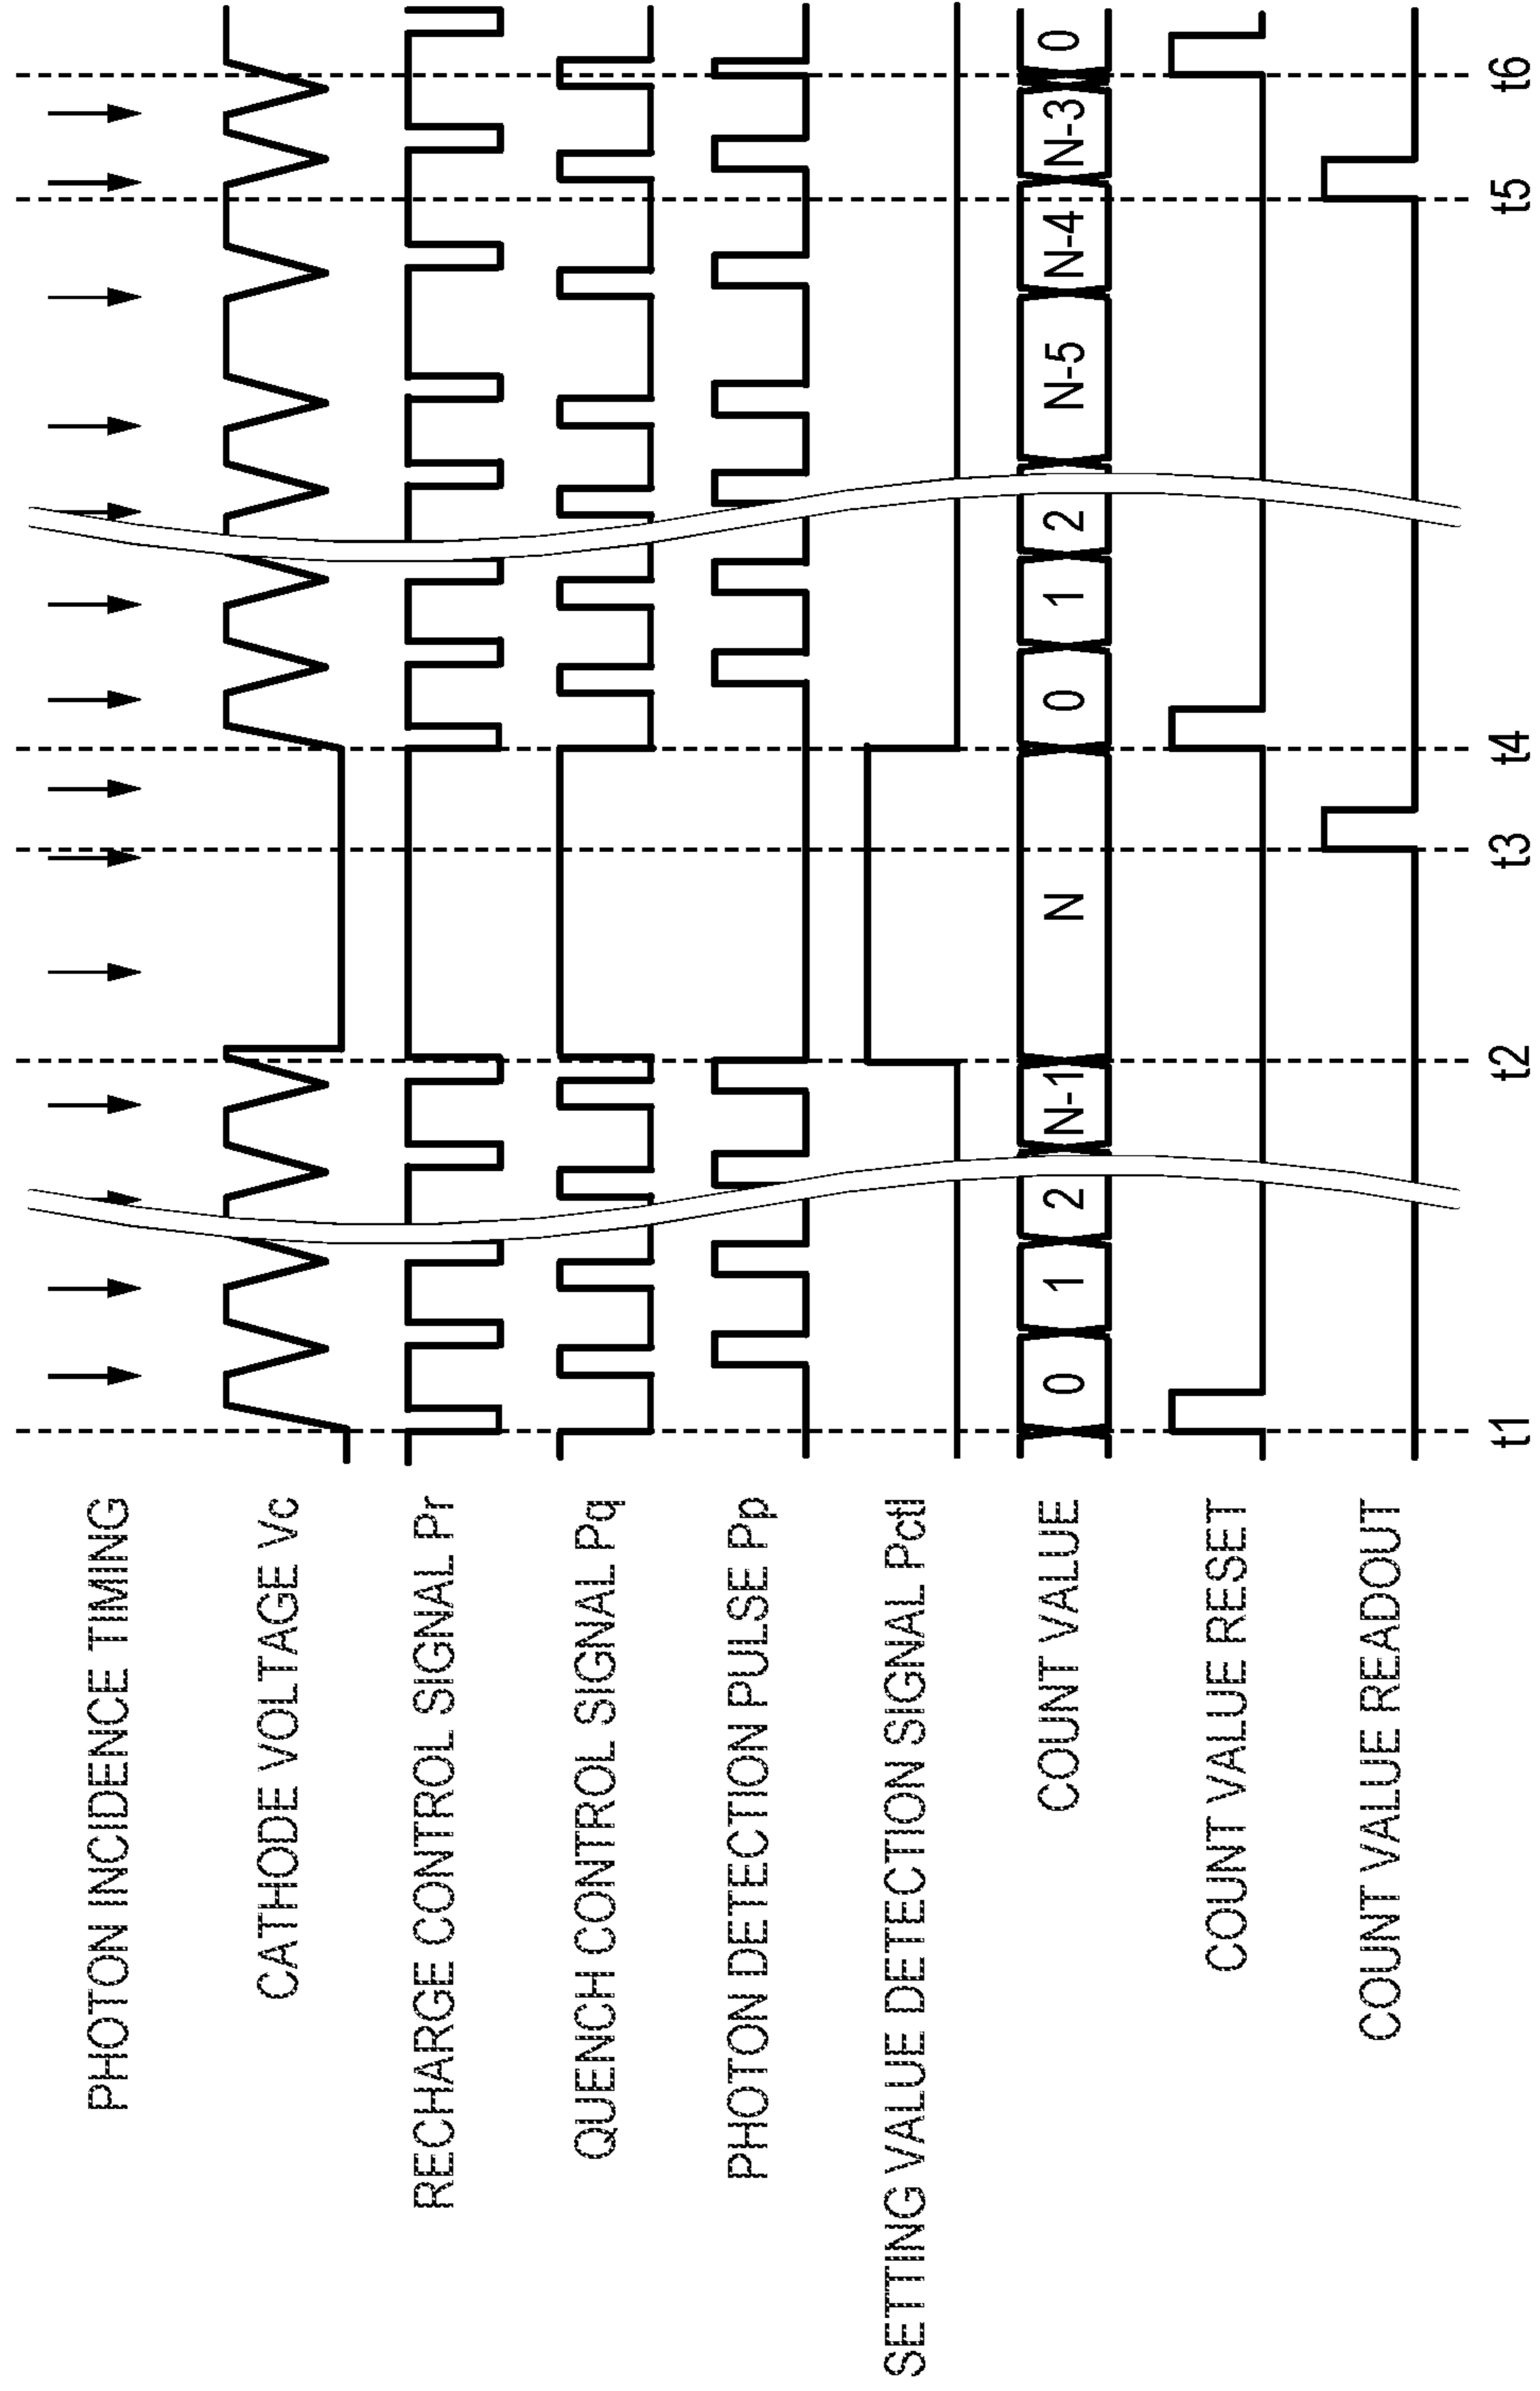 PHOTON INCIDENCE TIMING
CATHODE VOLTAGE Vc
RECHARGE CONTROL SIGNAL Pr
QUENCH CONTROL SIGNAL Pq
PHOTON DETECTION PULSE Pp
SETTING VALUE DETECTION SIGNAL Pctl
COUNT VALUE 0 1 2 N-1 N 0 1 2 N-5 N-4 N-3 0
COUNT VALUE RESET
COUNT VALUE READOUT
t1 t2 t3 t4 t5 t6